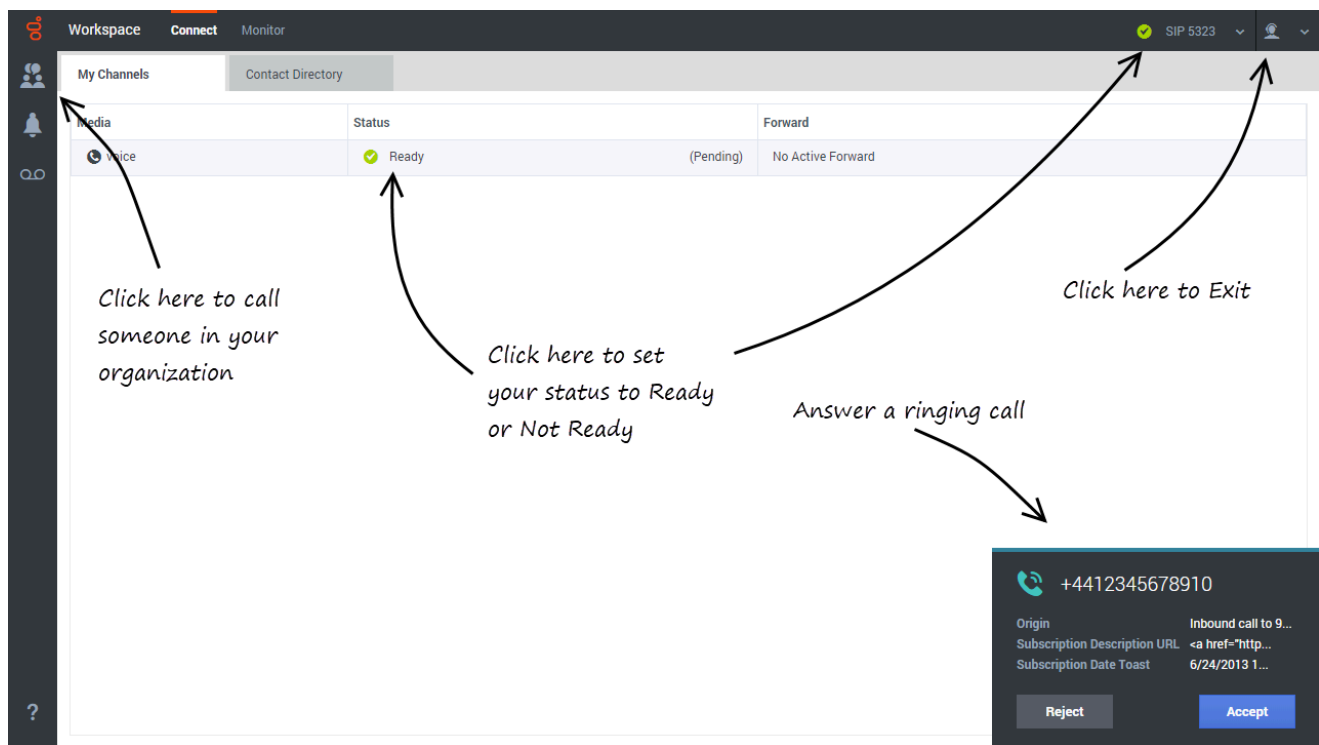 Workspace Connect Monitor SIP 5323
My Channels Contact Directory
Media Status Forward
voice Ready (Pending) No Active Forward
Click here to call
someone in your
organization
Click here to set
your status to Ready
or Not Ready
Click here to Exit
Answer a ringing call
+4412345678910
Origin Inbound call to 9...
Subscription Description URL <a href="http...
Subscription Date Toast 6/24/2013 1...
Reject Accept
?